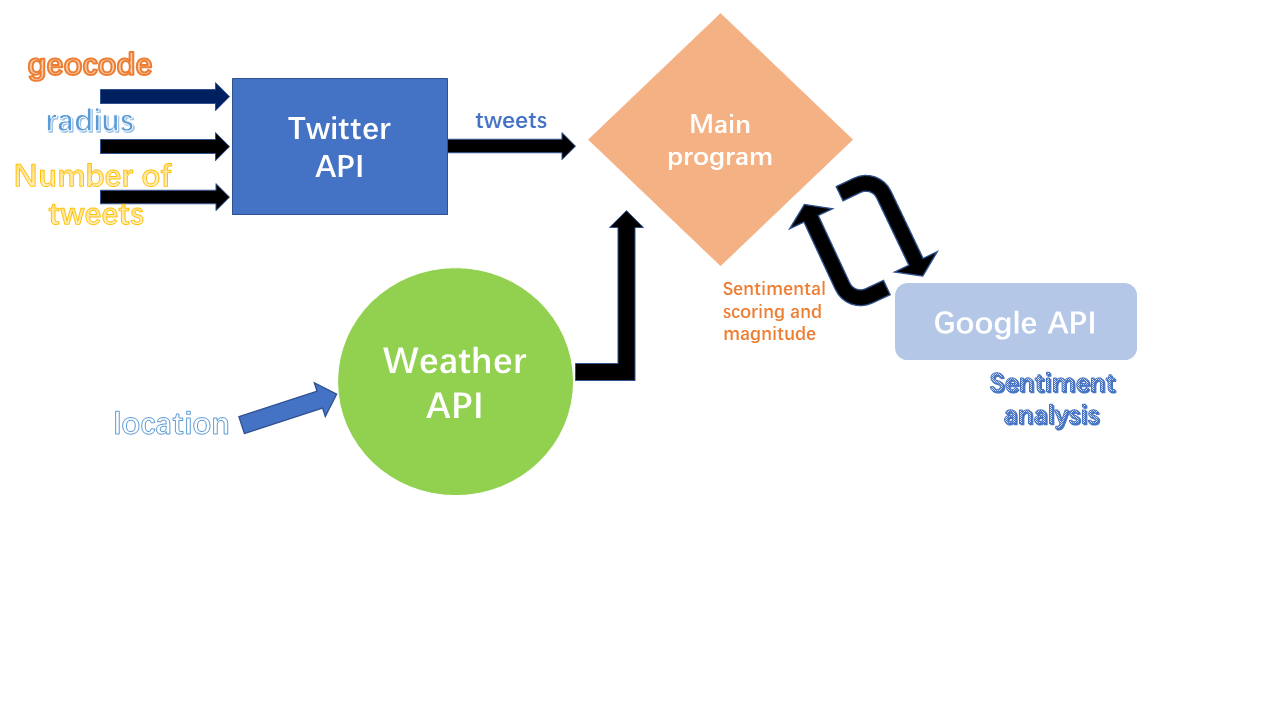 geocode
radius
Number of
tweets
Twitter
API
tweets
Main
program
Sentimental
scoring and
magnitude
Google API
Sentiment
analysis
Weather
API
location